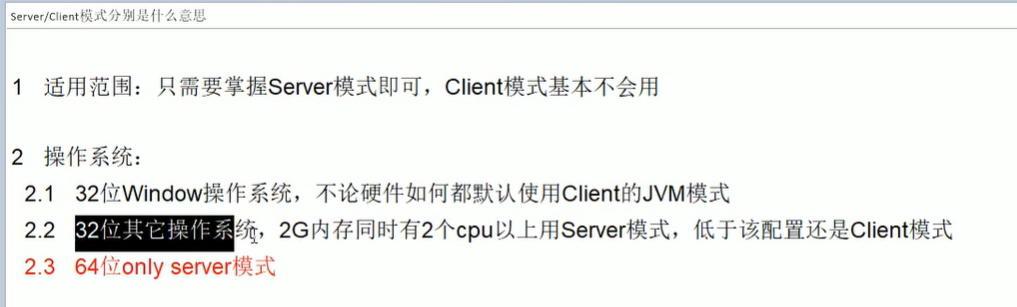 Server/Client模式分别是什么意思
1 适用范围：只需要掌握Server模式即可，Client模式基本不会用
2 操作系统：
2.1 32位Window操作系统，不论硬件如何都默认使用Client的JVM模式
2.2 32位其它操作系统，2G内存同时有2个cpu以上用Server模式，低于该配置还是Client模式
2.3 64位only server模式